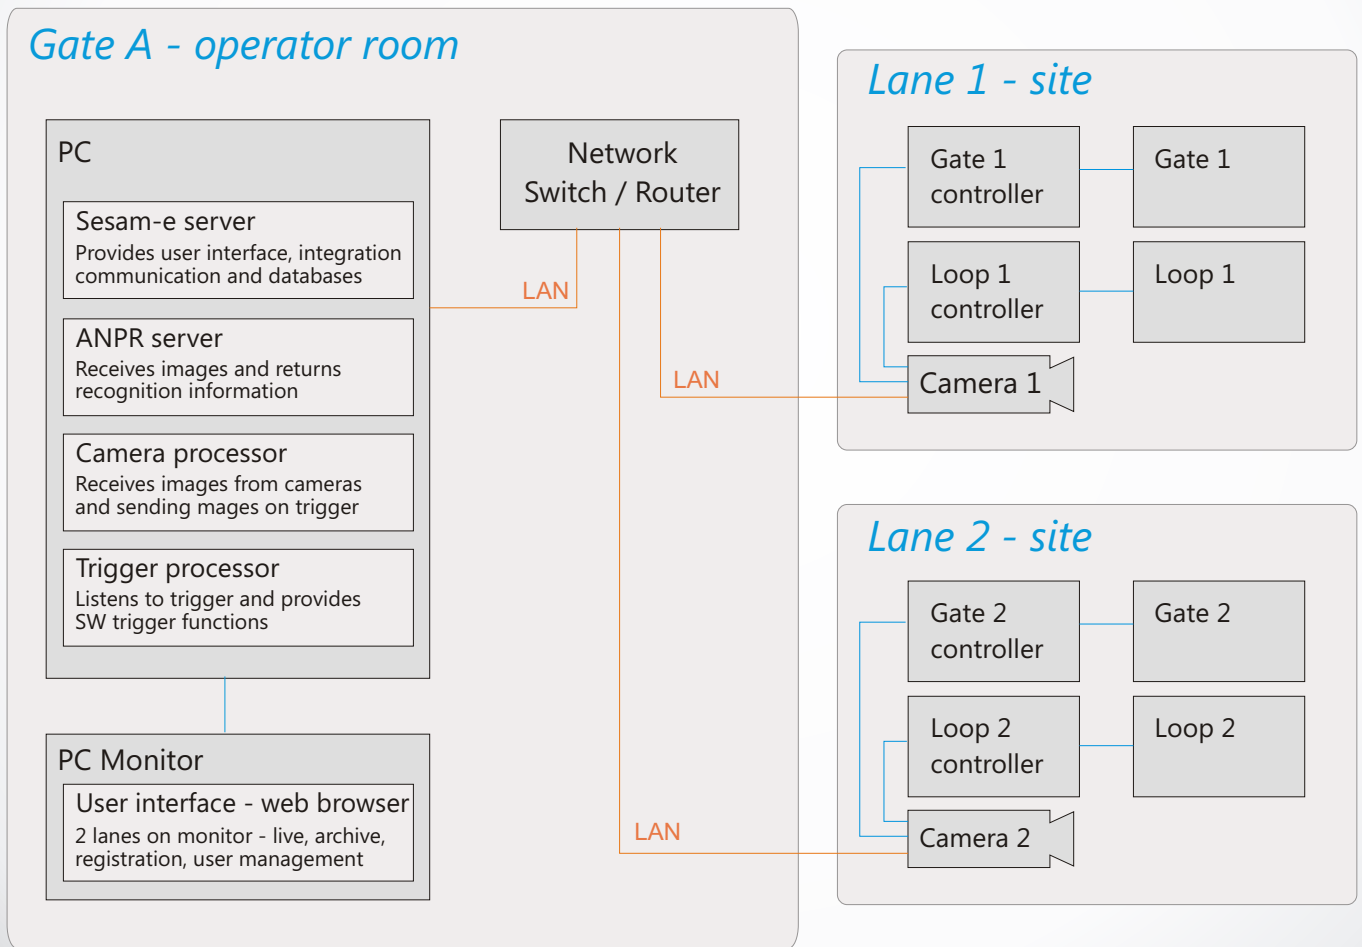 Gate A - operator room
PC
Sesam-e server
Provides user interface, integration
communication and databases
ANPR server
Receives images and returns
recognition information
Camera processor
Receives images from cameras
and sending mages on trigger
Trigger processor
Listens to trigger and provides
SW trigger functions
PC Monitor
User interface - web browser
2 lanes on monitor - live, archive,
registration, user management
Network
Switch / Router
LAN
LAN
LAN
Lane 1 - site
Gate 1
controller
Gate 1
Loop 1
controller
Loop 1
Camera 1
Lane 2 - site
Gate 2
controller
Gate 2
Loop 2
controller
Loop 2
Camera 2